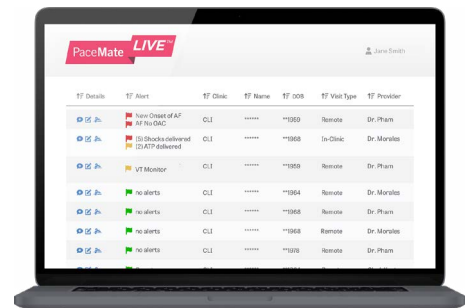 PaceMate LIVE™
Jane Smith
Details Alert Clinic Name DOB Visit Type Provider
New Onset of AF
AF No OAC
CLI ****** **1959 Remote Dr. Pham
(5) Shocks delivered
(2) ATP delivered
CLI ****** **1968 In-Clinic Dr. Morales
VT Monitor CLI ****** **1959 Remote Dr. Pham
no alerts CLI ****** **1964 Remote Dr. Morales
no alerts CLI ****** **1968 Remote Dr. Pham
no alerts CLI ****** **1968 Remote Dr. Morales
no alerts CLI ****** **1978 Remote Dr. Pham